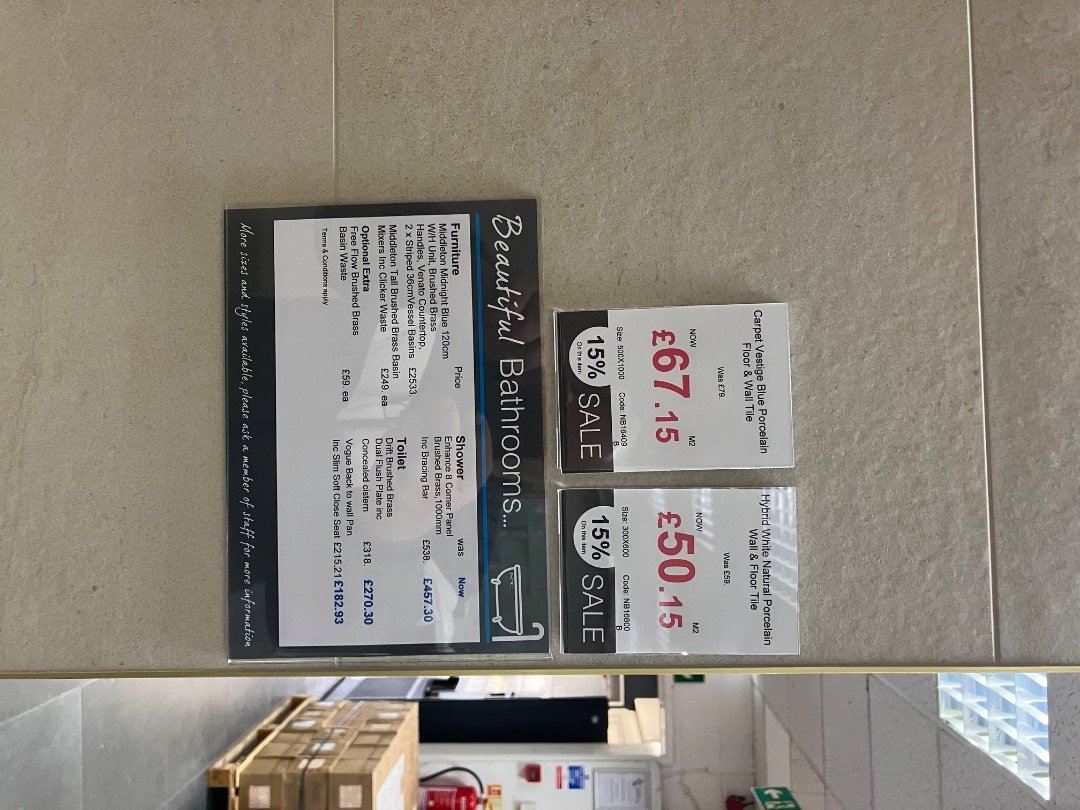 Carpet Vestige Blue Porcelain
Floor & Wall Tile
Was £79.
NOW
£67.15 M2
Size: 500X1000 Code: NB16409
B
15%
On this item
SALE
Hybrid White Natural Porcelain
Wall & Floor Tile
Was £59.
NOW
£50.15 M2
Size: 300X600 Code: NB16800
B
15%
On this item
SALE
Beautiful Bathrooms...
Furniture Price
Middleton Midnight Blue 120cm
W/H Unit, Brushed Brass
Handles, Venato Countertop,
2 x Striped 36cmVessel Basins £2533.
Middleton Tall Brushed Brass Basin
Mixers Inc Clicker Waste £249. ea
Optional Extra
Free Flow Brushed Brass
Basin Waste £59. ea
Terms & Conditions apply
Shower was Now
Enhance 8 Corner Panel
Brushed Brass,1000mm
Inc Bracing Bar £538. £457.30
Toilet
Drift Brushed Brass
Dual Flush Plate inc
Concealed cistern £318. £270.30
Vogue Back to wall Pan
Inc Slim Soft Close Seat £215.21 £182.93
More sizes and styles available, please ask a member of staff for more information